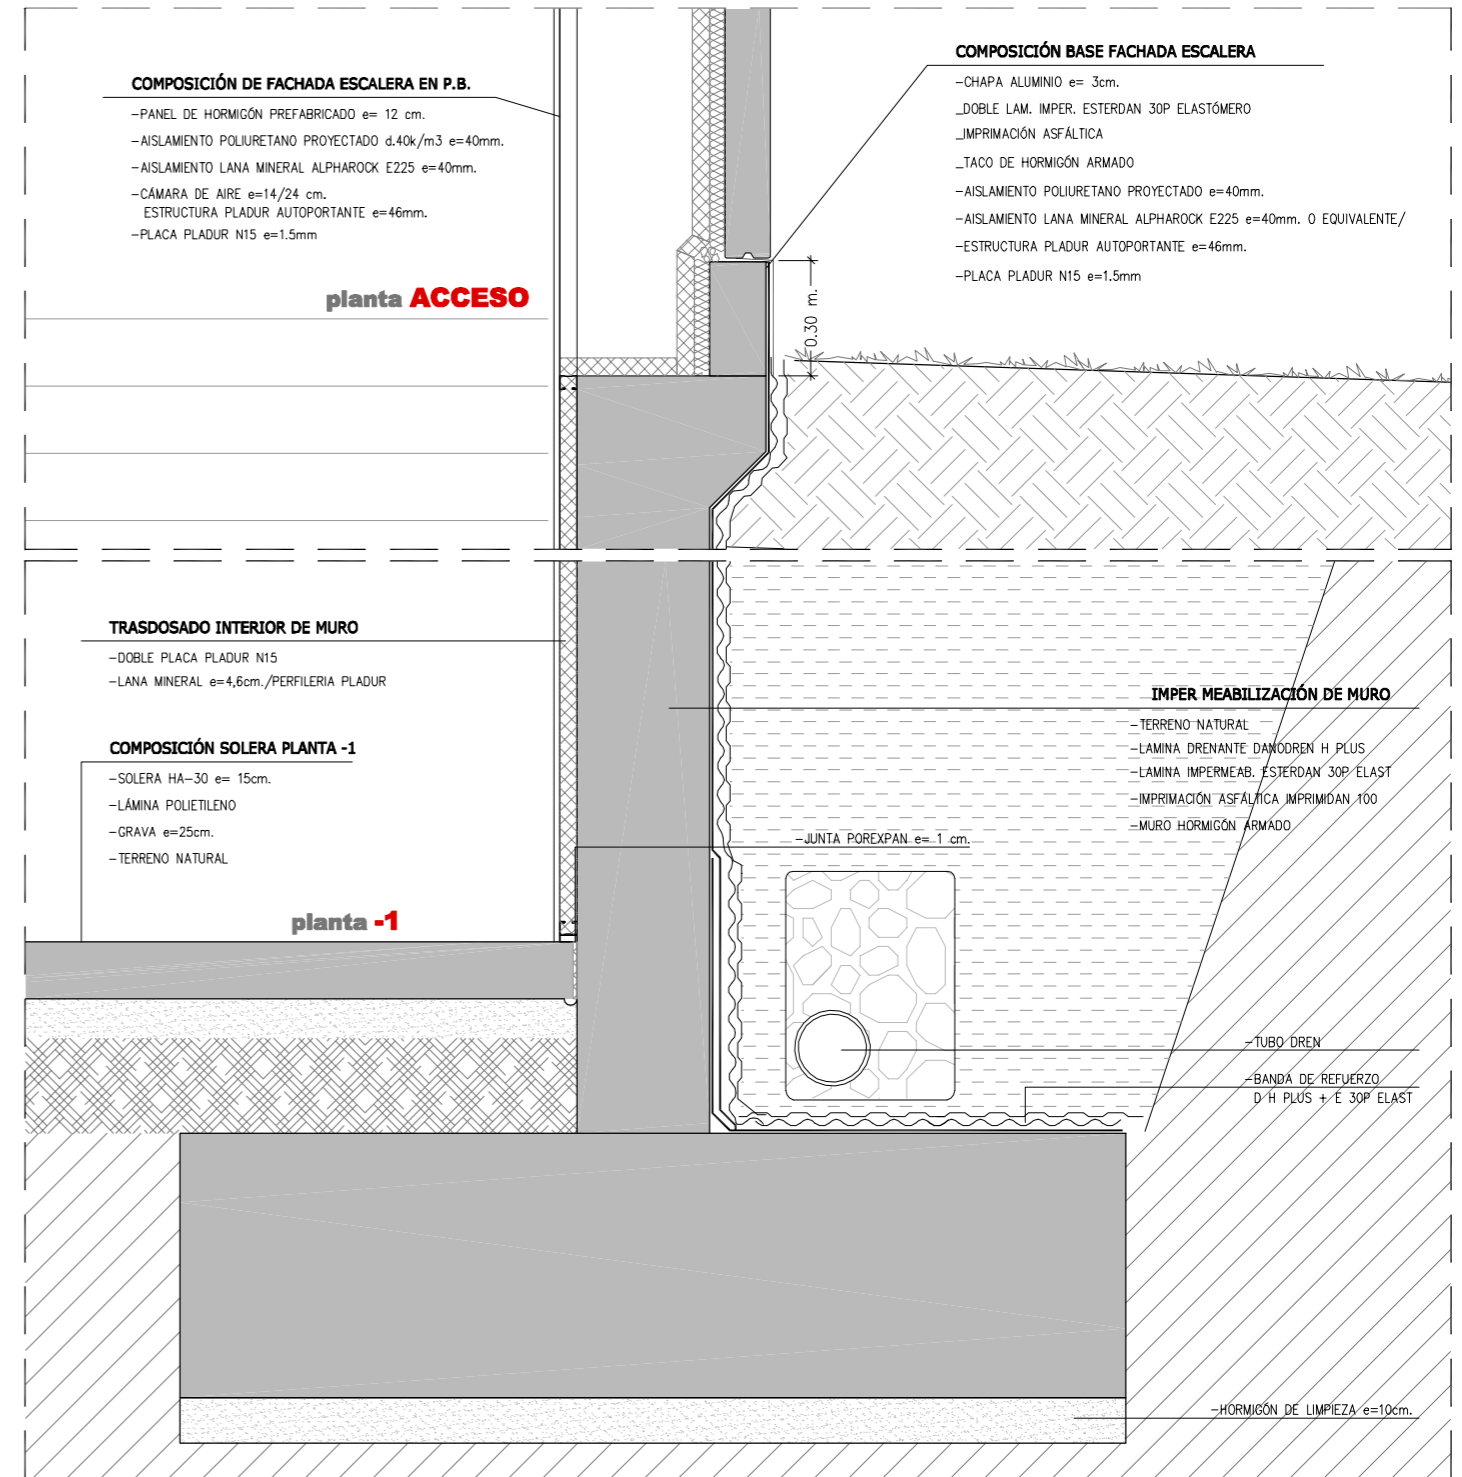 COMPOSICIÓN DE FACHADA ESCALERA EN P.B.
-PANEL DE HORMIGÓN PREFABRICADO e= 12 cm.
-AISLAMIENTO POLIURETANO PROYECTADO d.40k/m3 e=40mm.
-AISLAMIENTO LANA MINERAL ALPHAROCK E225 e=40mm.
-CÁMARA DE AIRE e=14/24 cm.
ESTRUCTURA PLADUR AUTOPORTANTE e=46mm.
-PLACA PLADUR N15 e=1.5mm
planta ACCESO
COMPOSICIÓN BASE FACHADA ESCALERA
-CHAPA ALUMINIO e= 3cm.
_DOBLE LAM. IMPER. ESTERDAN 30P ELASTÓMERO
_IMPRIMACIÓN ASFÁLTICA
_TACO DE HORMIGÓN ARMADO
-AISLAMIENTO POLIURETANO PROYECTADO e=40mm.
-AISLAMIENTO LANA MINERAL ALPHAROCK E225 e=40mm. O EQUIVALENTE/
-ESTRUCTURA PLADUR AUTOPORTANTE e=46mm.
-PLACA PLADUR N15 e=1.5mm
0.30 m.
TRASDOSADO INTERIOR DE MURO
-DOBLE PLACA PLADUR N15
-LANA MINERAL e=4,6cm./PERFILERIA PLADUR
COMPOSICIÓN SOLERA PLANTA -1
-SOLERA HA-30 e= 15cm.
-LÁMINA POLIETILENO
-GRAVA e=25cm.
-TERRENO NATURAL
planta -1
IMPER MEABILIZACIÓN DE MURO
-TERRENO NATURAL
-LAMINA DRENANTE DANODREN H PLUS
-LAMINA IMPERMEAB. ESTERDAN 30P ELAST
-IMPRIMACIÓN ASFÁLTICA IMPRIMIDAN 100
-MURO HORMIGÓN ARMADO
-JUNTA POREXPAN e= 1 cm.
-TUBO DREN
-BANDA DE REFUERZO
D H PLUS + E 30P ELAST
-HORMIGÓN DE LIMPIEZA e=10cm.